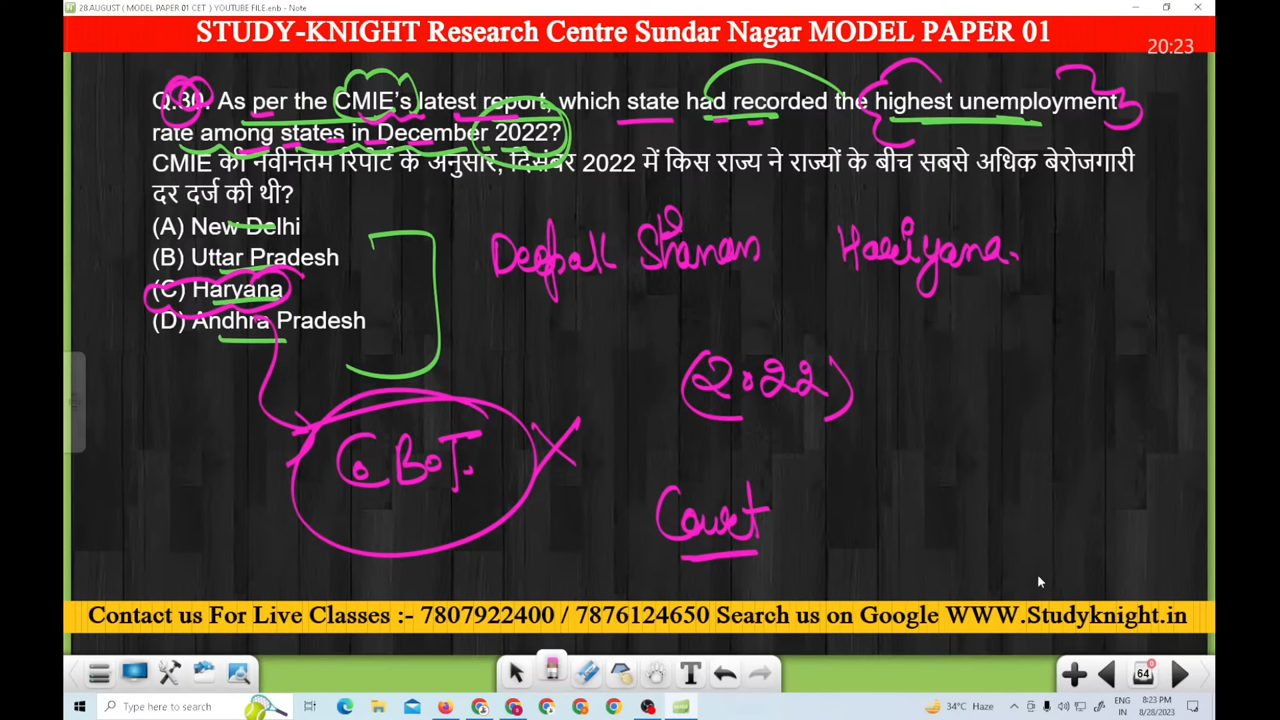 28 AUGUST ( MODEL PAPER 01 CET ) YOUTUBE FILE.enb - Note
STUDY-KNIGHT Research Centre Sundar Nagar MODEL PAPER 01
20:23
Q.30. As per the CMIE's latest report, which state had recorded the highest unemployment
rate among states in December 2022?
CMIE की नवीनतम रिपोर्ट के अनुसार, दिसंबर 2022 में किस राज्य ने राज्यों के बीच सबसे अधिक बेरोजगारी
दर दर्ज की थी?
(A) New Delhi
(B) Uttar Pradesh
(C) Haryana
(D) Andhra Pradesh
Hariyana.
(2022)
Court
Contact us For Live Classes :- 7807922400 / 7876124650 Search us on Google WWW.Studyknight.in
64
Type here to search
34°C Haze
ENG
IN
8:23 PM
8/28/2023